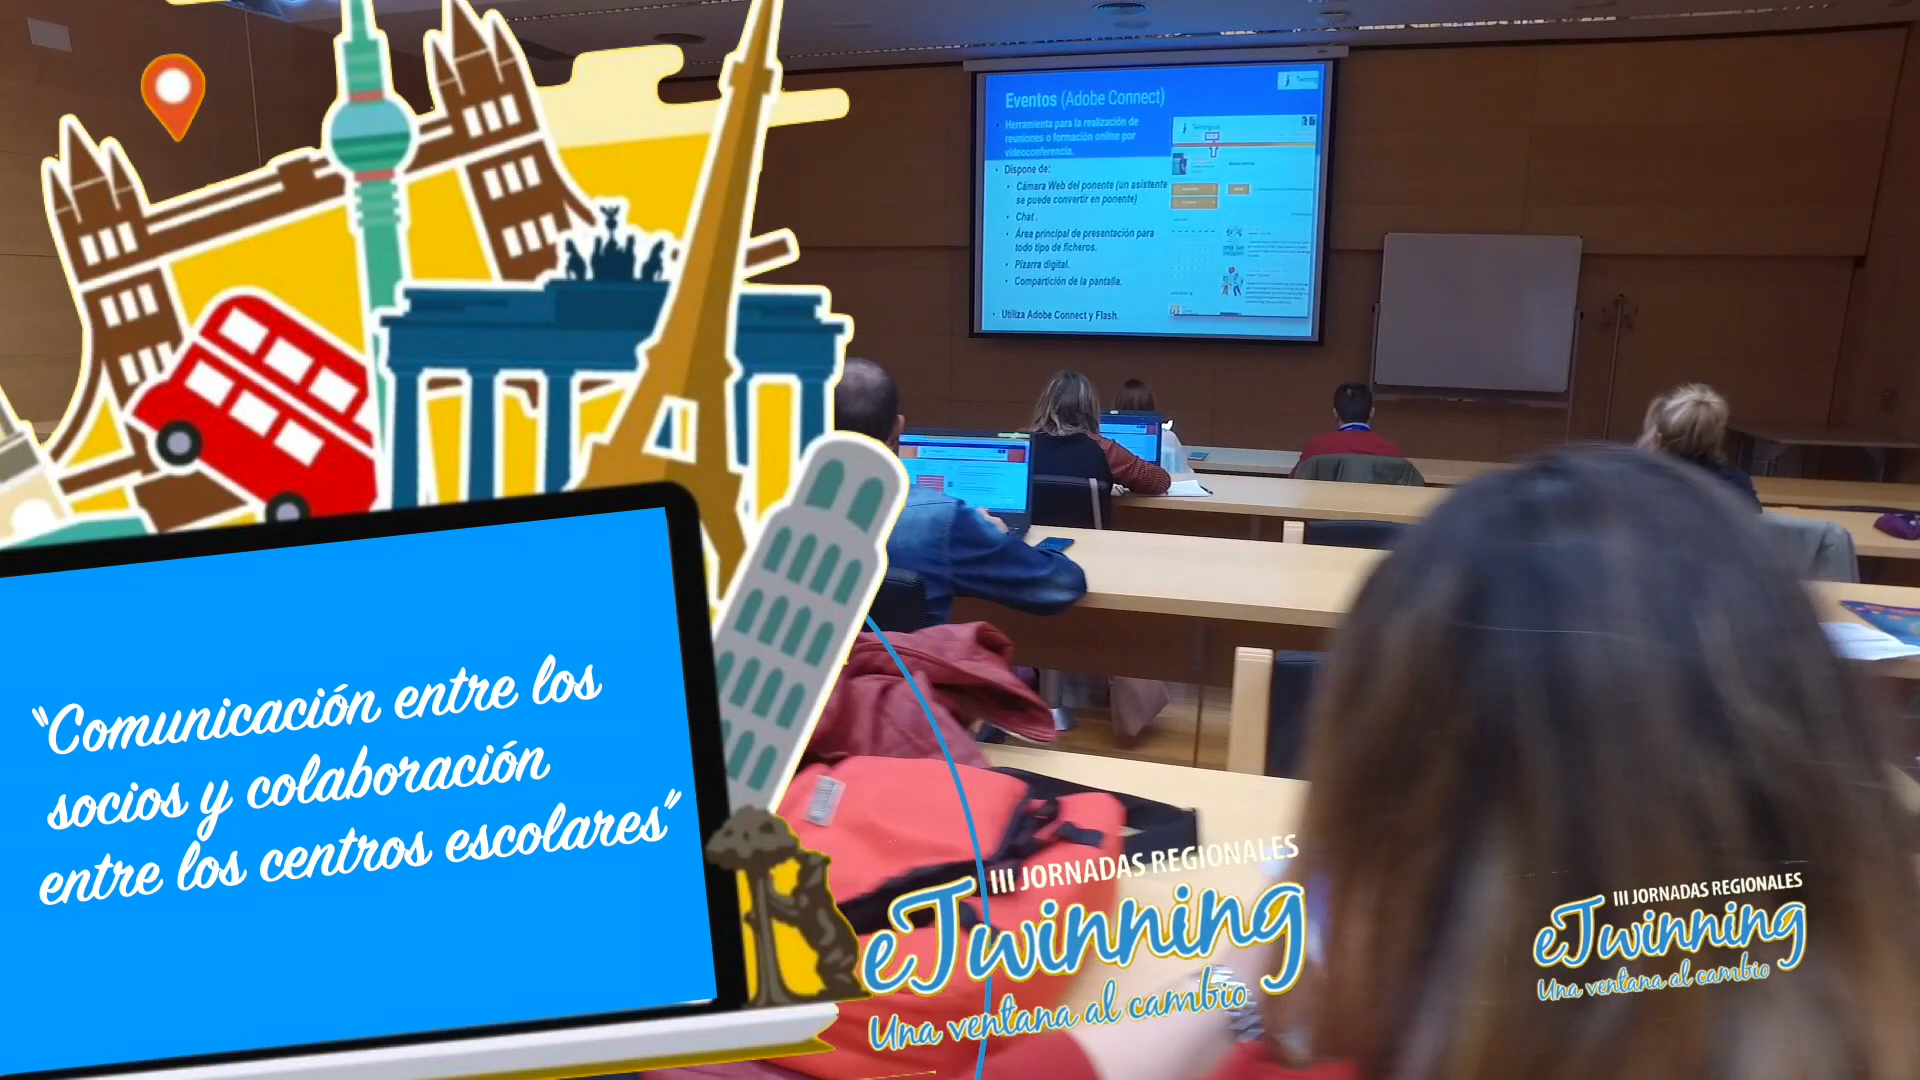 Eventos (Adobe Connect)
Twinning
• Herramienta para la realización de
reuniones o formación online por
videoconferencia.
• Dispone de:
• Cámara Web del ponente (un asistente
se puede convertir en ponente)
• Chat .
• Área principal de presentación para
todo tipo de ficheros.
• Pizarra digital.
• Compartición de la pantalla.
• Utiliza Adobe Connect y Flash.
"Comunicación entre los
socios y colaboración
entre los centros escolares"
III JORNADAS REGIONALES
eTwinning
Una ventana al cambio
III JORNADAS REGIONALES
eTwinning
Una ventana al cambio